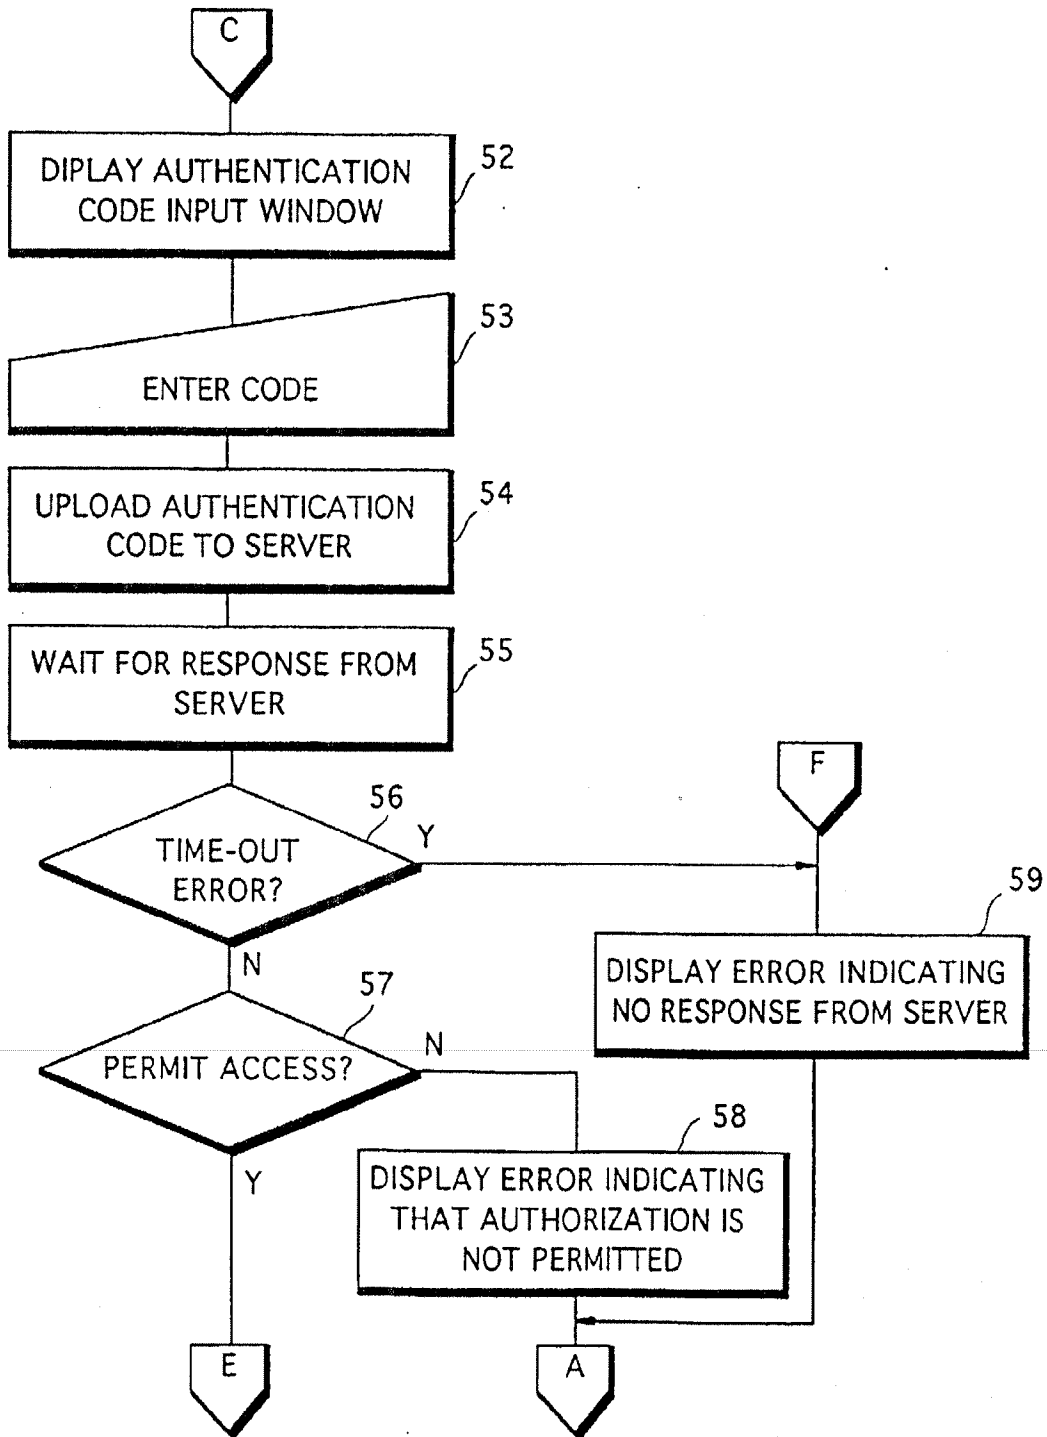 C
DIPLAY AUTHENTICATION
CODE INPUT WINDOW
52
ENTER CODE
53
UPLOAD AUTHENTICATION
CODE TO SERVER
54
WAIT FOR RESPONSE FROM
SERVER
55
TIME-OUT
ERROR?
56
Y
N
F
DISPLAY ERROR INDICATING
NO RESPONSE FROM SERVER
59
PERMIT ACCESS?
57
N
Y
DISPLAY ERROR INDICATING
THAT AUTHORIZATION IS
NOT PERMITTED
58
E
A